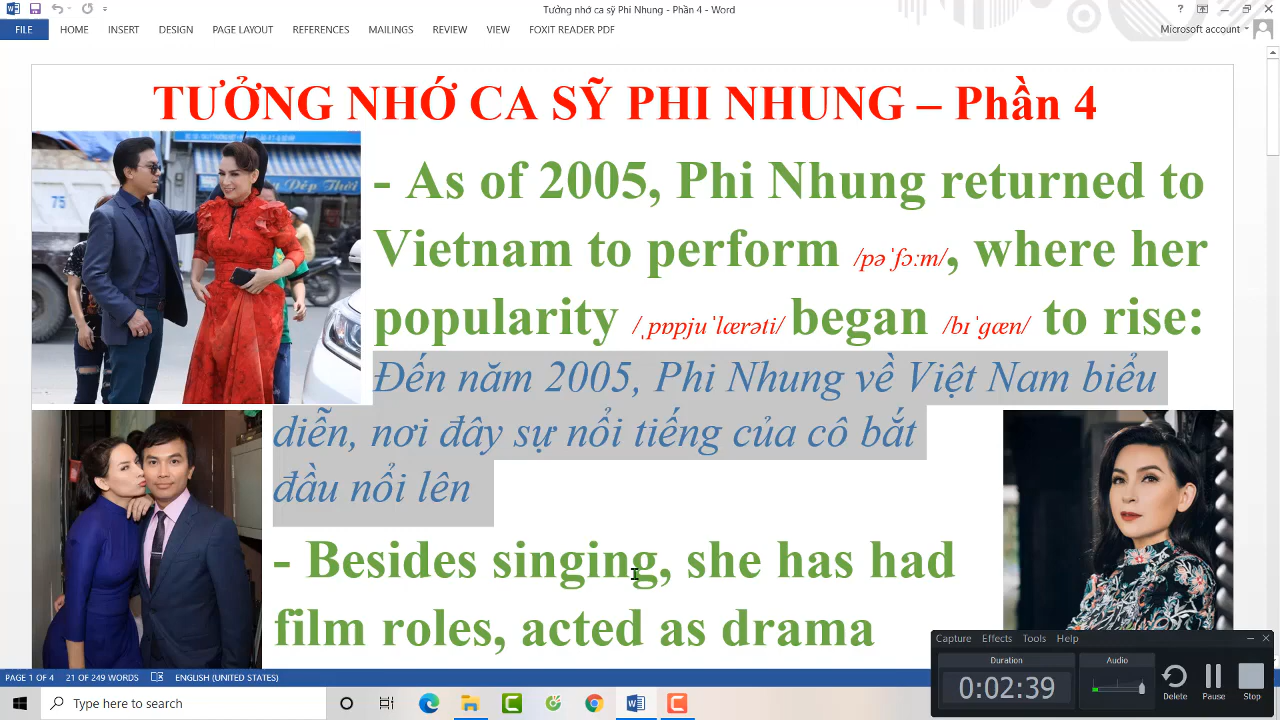 Tưởng nhớ ca sỹ Phi Nhung - Phần 4 - Word
FILE HOME INSERT DESIGN PAGE LAYOUT REFERENCES MAILINGS REVIEW VIEW FOXIT READER PDF Microsoft account
TƯỞNG NHỚ CA SỸ PHI NHUNG – Phần 4
- As of 2005, Phi Nhung returned to
Vietnam to perform /pəˈfɔːm/, where her
popularity /ˌpɒpjuˈlærəti/ began /bɪˈɡæn/ to rise:
Đến năm 2005, Phi Nhung về Việt Nam biểu
diễn, nơi đây sự nổi tiếng của cô bắt
đầu nổi lên
- Besides singing, she has had
film roles, acted as drama
75
Đẹp Thời
Capture Effects Tools Help
Duration Audio
0:02:39
Delete Pause Stop
PAGE 1 OF 4 21 OF 249 WORDS ENGLISH (UNITED STATES)
Type here to search